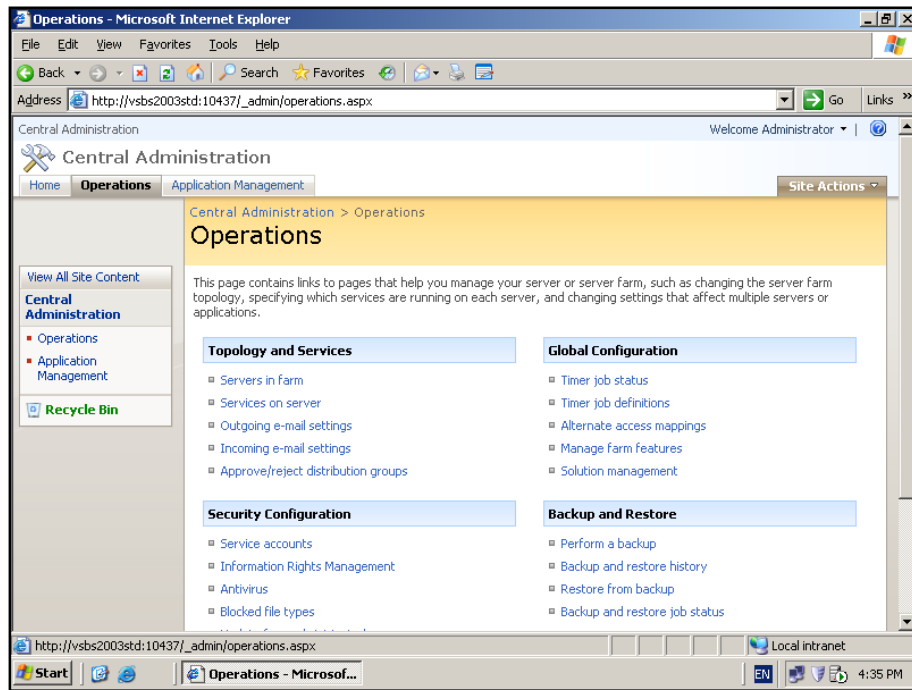 Operations - Microsoft Internet Explorer
File Edit View Favorites Tools Help
Back Search Favorites
Address http://vsbs2003std:10437/_admin/operations.aspx Go Links »
Central Administration Welcome Administrator
Central Administration
Home Operations Application Management Site Actions
Central Administration > Operations
Operations
View All Site Content
Central
Administration
Operations
Application
Management
Recycle Bin
This page contains links to pages that help you manage your server or server farm, such as changing the server farm
topology, specifying which services are running on each server, and changing settings that affect multiple servers or
applications.
Topology and Services
Servers in farm
Services on server
Outgoing e-mail settings
Incoming e-mail settings
Approve/reject distribution groups
Global Configuration
Timer job status
Timer job definitions
Alternate access mappings
Manage farm features
Solution management
Security Configuration
Service accounts
Information Rights Management
Antivirus
Blocked file types
Backup and Restore
Perform a backup
Backup and restore history
Restore from backup
Backup and restore job status
http://vsbs2003std:10437/_admin/operations.aspx Local intranet
Start Operations - Microsof... EN 4:35 PM